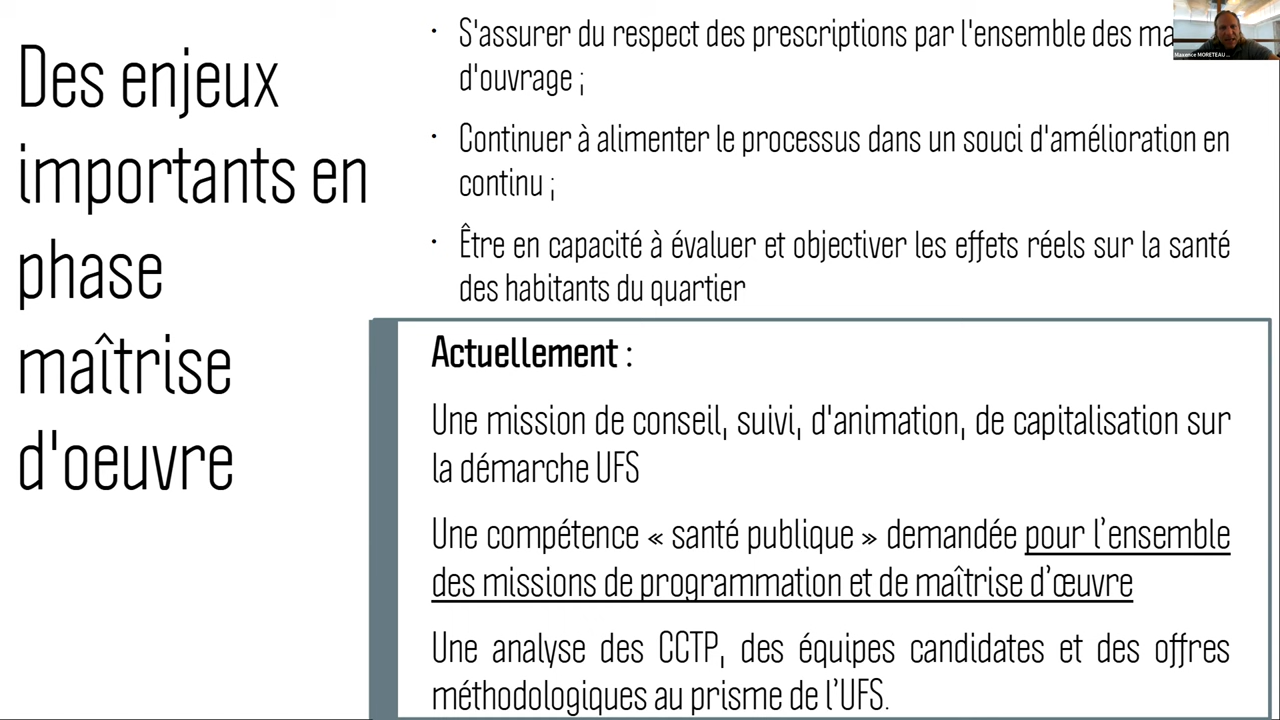 Des enjeux
importants en
phase
maîtrise
d'oeuvre
• S'assurer du respect des prescriptions par l'ensemble des
d'ouvrage ;
• Continuer à alimenter le processus dans un souci d'amélioration en
continu ;
• Être en capacité à évaluer et objectiver les effets réels sur la santé
des habitants du quartier
Actuellement :
Une mission de conseil, suivi, d'animation, de capitalisation sur
la démarche UFS
Une compétence « santé publique » demandée pour l’ensemble
des missions de programmation et de maîtrise d’œuvre
Une analyse des CCTP, des équipes candidates et des offres
méthodologiques au prisme de l’UFS.
Maxence MORETEAU...